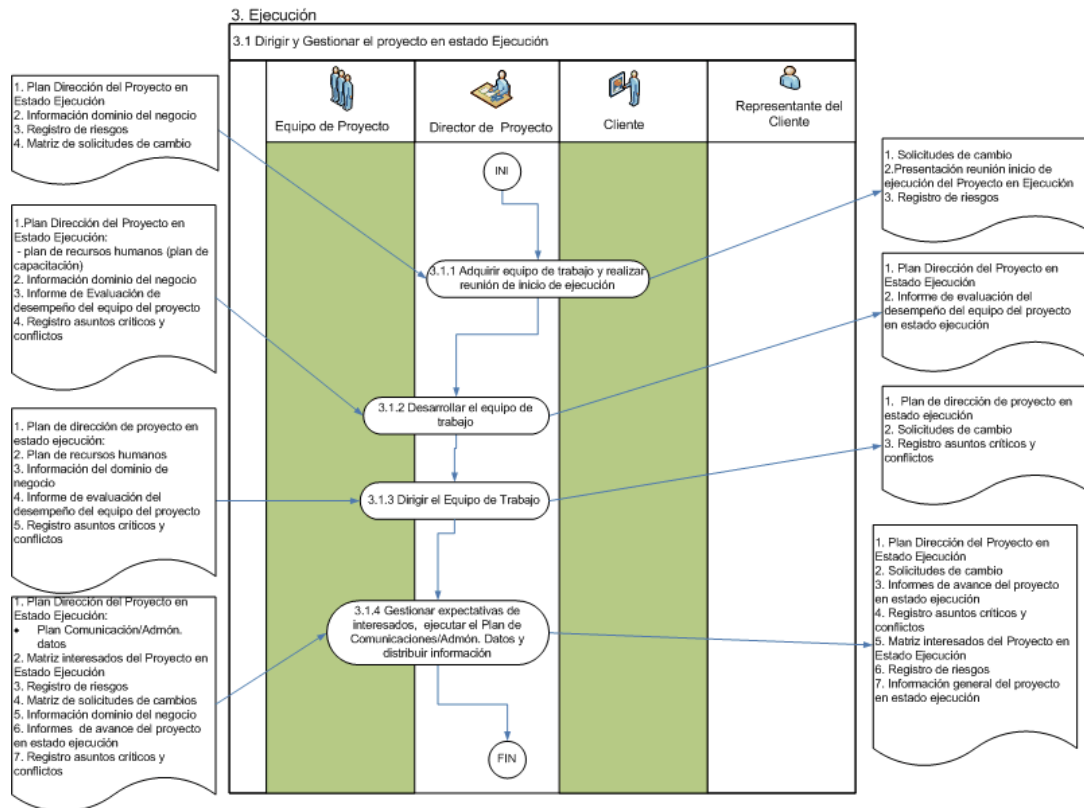 3. Ejecución
3.1 Dirigir y Gestionar el proyecto en estado Ejecución
Equipo de Proyecto
Director de Proyecto
Cliente
Representante del
Cliente
1. Plan Dirección del Proyecto en
Estado Ejecución
2. Información dominio del negocio
3. Registro de riesgos
4. Matriz de solicitudes de cambio
1.Plan Dirección del Proyecto en
Estado Ejecución:
- plan de recursos humanos (plan de
capacitación)
2. Información dominio del negocio
3. Informe de Evaluación de
desempeño del equipo del proyecto
4. Registro asuntos críticos y
conflictos
1. Plan de dirección de proyecto en
estado ejecución:
2. Plan de recursos humanos
3. Información del dominio de
negocio
4. Informe de evaluación del
desempeño del equipo del proyecto
5. Registro asuntos críticos y
conflictos
1. Plan Dirección del Proyecto en
Estado Ejecución:
• Plan Comunicación/Admón.
datos
2. Matriz interesados del Proyecto en
Estado Ejecución
3. Registro de riesgos
4. Matriz de solicitudes de cambios
5. Información dominio del negocio
6. Informes de avance del proyecto
en estado ejecución
7. Registro asuntos críticos y
conflictos
INI
3.1.1 Adquirir equipo de trabajo y realizar
reunión de inicio de ejecución
3.1.2 Desarrollar el equipo de
trabajo
3.1.3 Dirigir el Equipo de Trabajo
3.1.4 Gestionar expectativas de
interesados, ejecutar el Plan de
Comunicaciones/Admón. Datos y
distribuir información
FIN
1. Solicitudes de cambio
2.Presentación reunión inicio de
ejecución del Proyecto en Ejecución
3. Registro de riesgos
1. Plan Dirección del Proyecto en
Estado Ejecución
2. Informe de evaluación del
desempeño del equipo del proyecto
en estado ejecución
1. Plan de dirección de proyecto en
estado ejecución
2. Solicitudes de cambio
3. Registro asuntos críticos y
conflictos
1. Plan Dirección del Proyecto en
Estado Ejecución
2. Solicitudes de cambio
3. Informes de avance del proyecto
en estado ejecución
4. Registro asuntos críticos y
conflictos
5. Matriz interesados del Proyecto en
Estado Ejecución
6. Registro de riesgos
7. Información general del proyecto
en estado ejecución